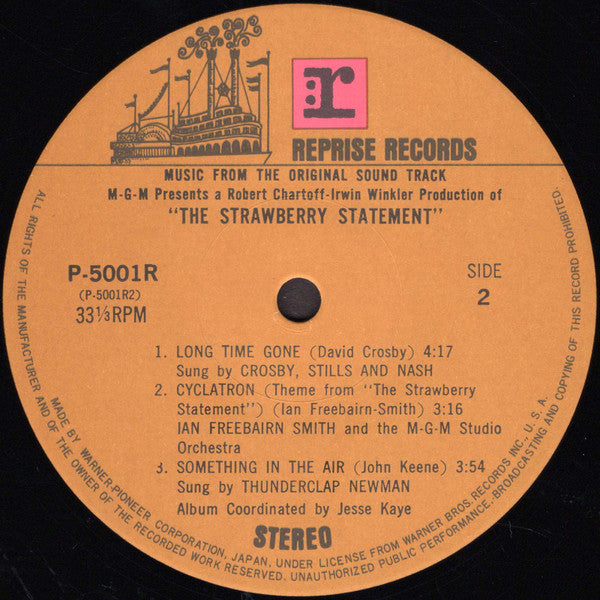 r
REPRISE RECORDS
MUSIC FROM THE ORIGINAL SOUND TRACK
M-G-M Presents a Robert Chartoff-Irwin Winkler Production of
"THE STRAWBERRY STATEMENT"
P-5001R
(P-5001R2)
33⅓RPM
SIDE
2
1. LONG TIME GONE (David Crosby) 4:17
Sung by CROSBY, STILLS AND NASH
2. CYCLATRON (Theme from "The Strawberry
Statement") (Ian Freebairn-Smith) 3:16
IAN FREEBAIRN SMITH and the M-G-M Studio
Orchestra
3. SOMETHING IN THE AIR (John Keene) 3:54
Sung by THUNDERCLAP NEWMAN
Album Coordinated by Jesse Kaye
STEREO
MADE BY WARNER-PIONEER CORPORATION, JAPAN. UNDER LICENSE FROM WARNER BROS. RECORDS INC., U.S.A.
ALL RIGHTS OF THE MANUFACTURER AND OF THE OWNER OF THE RECORDED WORK RESERVED. UNAUTHORIZED PUBLIC PERFORMANCE, BROADCASTING AND COPYING OF THIS RECORD PROHIBITED.